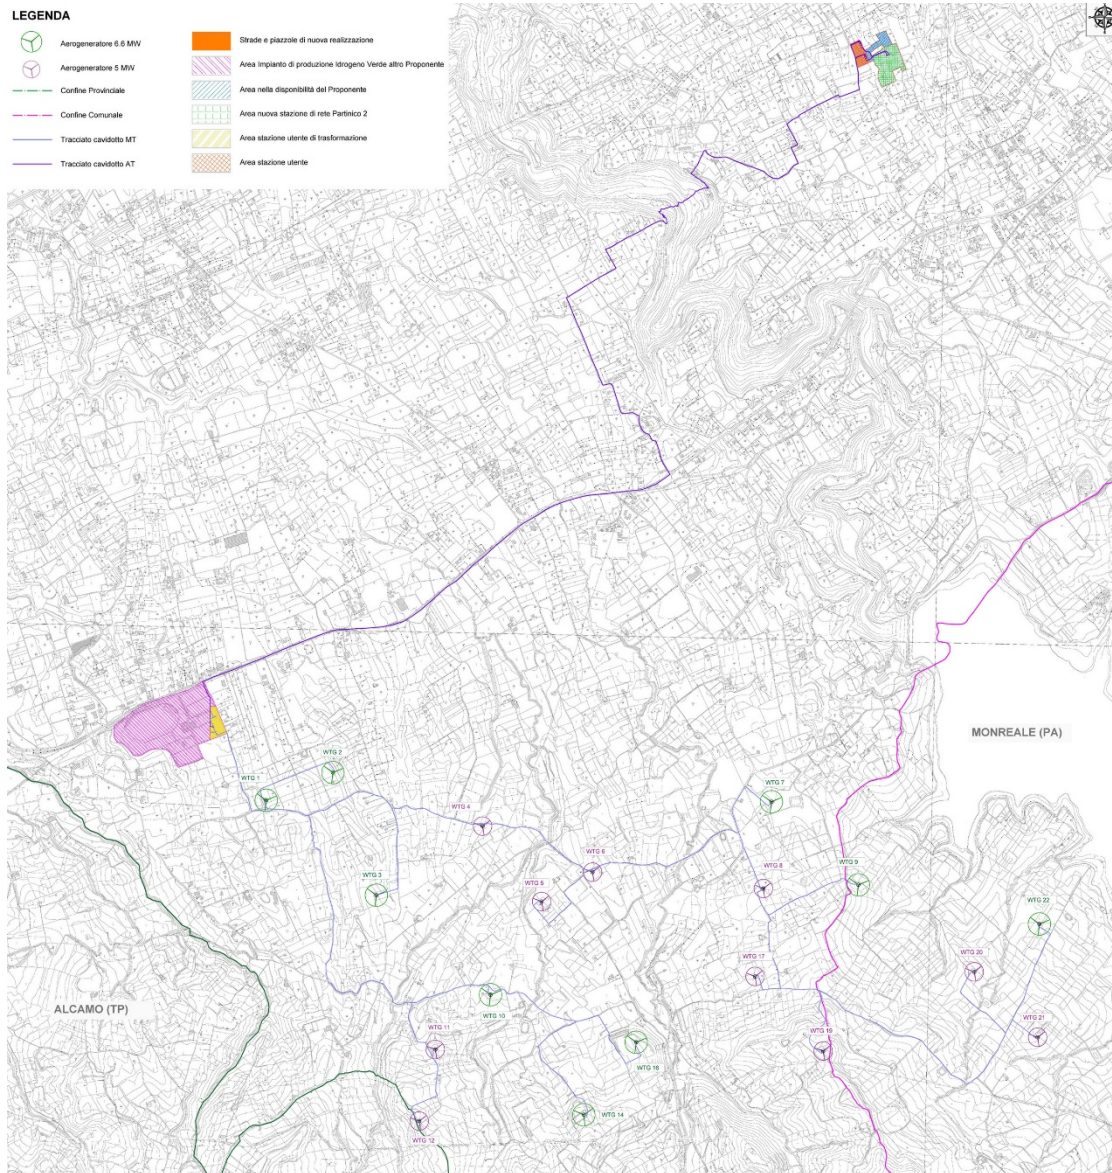 LEGENDA
Aerogeneratore 6.6 MW
Aerogeneratore 5 MW
Confine Provinciale
Confine Comunale
Tracciato cavidotto MT
Tracciato cavidotto AT
Strade e piazzole di nuova realizzazione
Area Impianto di produzione Idrogeno Verde altro Proponente
Area nella disponibilità del Proponente
Area nuova stazione di rete Partinico 2
Area stazione utente di trasformazione
Area stazione utente
MONREALE (PA)
WTG 2
WTG 1
WTG 7
WTG 4
WTG 6
WTG 9
WTG 3
WTG 8
WTG 5
WTG 22
WTG 17
WTG 20
ALCAMO (TP)
WTG 10
WTG 21
WTG 11
WTG 19
WTG 16
WTG 14
WTG 12